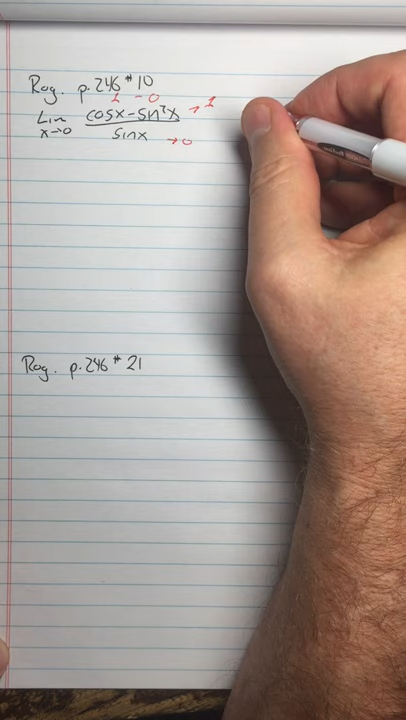 Rog. p.246 # 10
1 - 0
Lim x→0 cosx - sin²x / sinx → 1 → 0
Rog. p.246 # 21